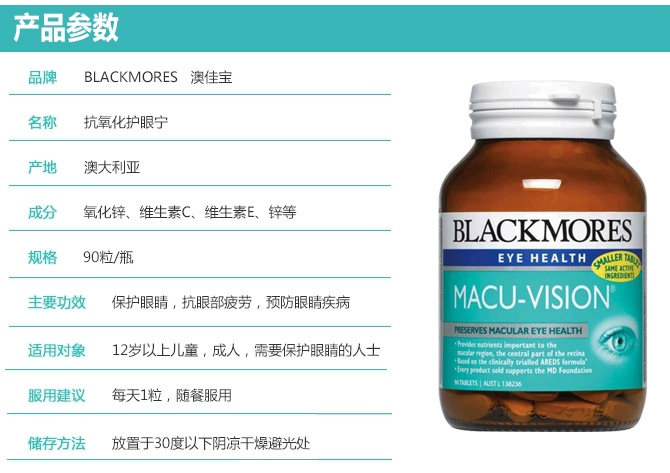 产品参数
品牌 BLACKMORES 澳佳宝
名称 抗氧化护眼宁
产地 澳大利亚
成分 氧化锌、维生素C、维生素E、锌等
规格 90粒/瓶
主要功效 保护眼睛，抗眼部疲劳，预防眼睛疾病
适用对象 12岁以上儿童，成人，需要保护眼睛的人士
服用建议 每天1粒，随餐服用
储存方法 放置于30度以下阴凉干燥避光处
BLACKMORES
EYE HEALTH
SMALLER TABLET
SAME ACTIVE
INGREDIENTS
MACU-VISION®
PRESERVES MACULAR EYE HEALTH
• Provides nutrients important to the
macular region, the central part of the retina
• Based on the clinically trialled AREDS formula
• Every product sold supports the MD Foundation
90 TABLETS | AUST L 138236